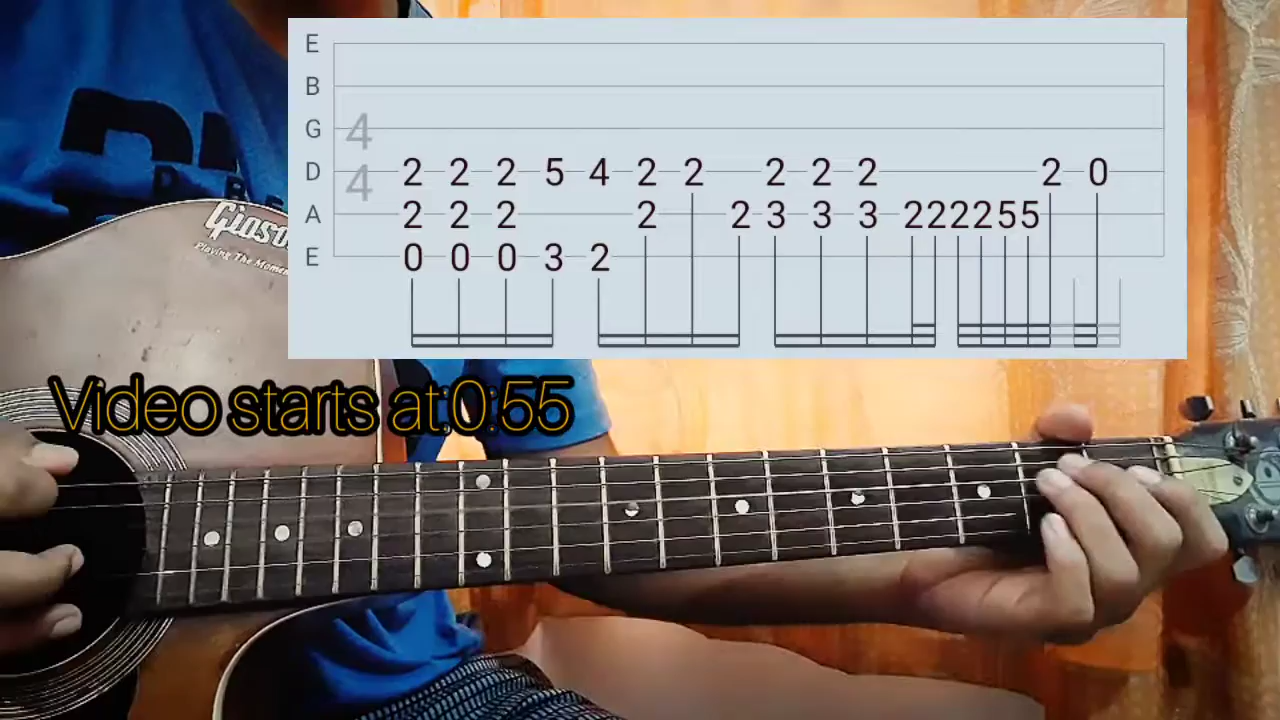 E
B
G 4
D 4 2 2 2 5 4 2 2 2 2 2 2 0
A 2 2 2 2 2 3 3 3 2 2 2 2 5 5
E 0 0 0 3 2
Playing The
Video starts at:0:55